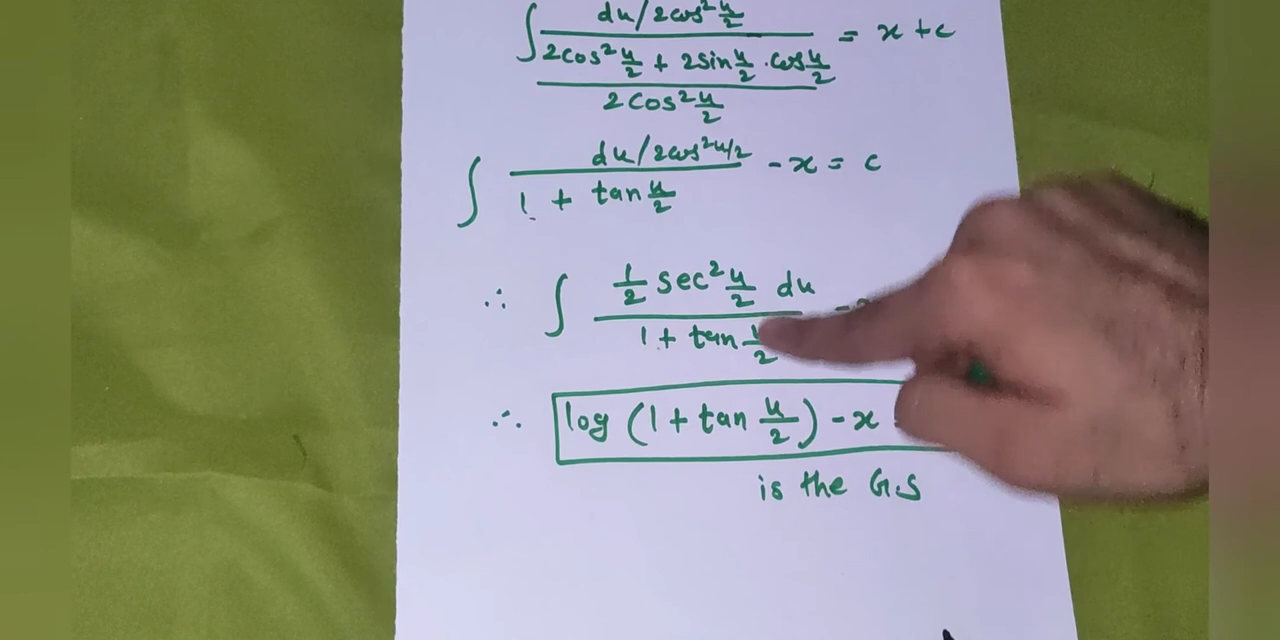 ∫ du/2cos² u/2 / (2cos² u/2 + 2sin u/2 · cos u/2 / 2cos² u/2) = x + c
∫ du/2cos² u/2 / 1 + tan u/2 - x = c
∴ ∫ 1/2 sec² u/2 du / 1 + tan u/2 -
∴ log (1 + tan u/2) - x
is the G.S